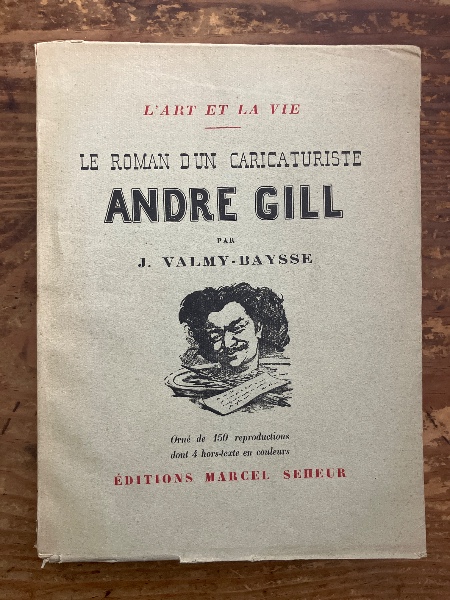 L'ART ET LA VIE
LE ROMAN D'UN CARICATURISTE
ANDRE GILL
PAR
J. VALMY-BAYSSE
Orné de 150 reproductions
dont 4 hors-texte en couleurs
ÉDITIONS MARCEL SEHEUR